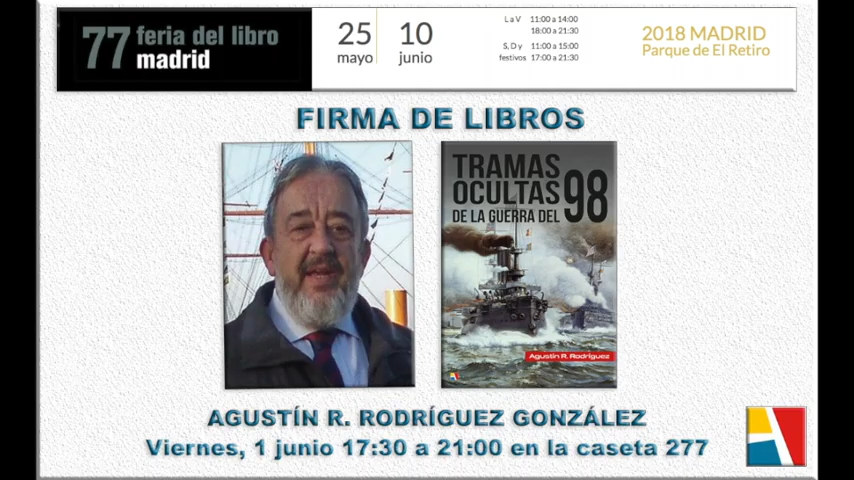 77 feria del libro
madrid
25 mayo
10 junio
L a V 11:00 a 14:00
18:00 a 21:30
S, D y festivos 11:00 a 15:00
17:00 a 21:30
2018 MADRID
Parque de El Retiro
FIRMA DE LIBROS
TRAMAS
OCULTAS
DE LA GUERRA DEL 98
Agustín R. Rodríguez
AGUSTÍN R. RODRÍGUEZ GONZÁLEZ
Viernes, 1 junio 17:30 a 21:00 en la caseta 277